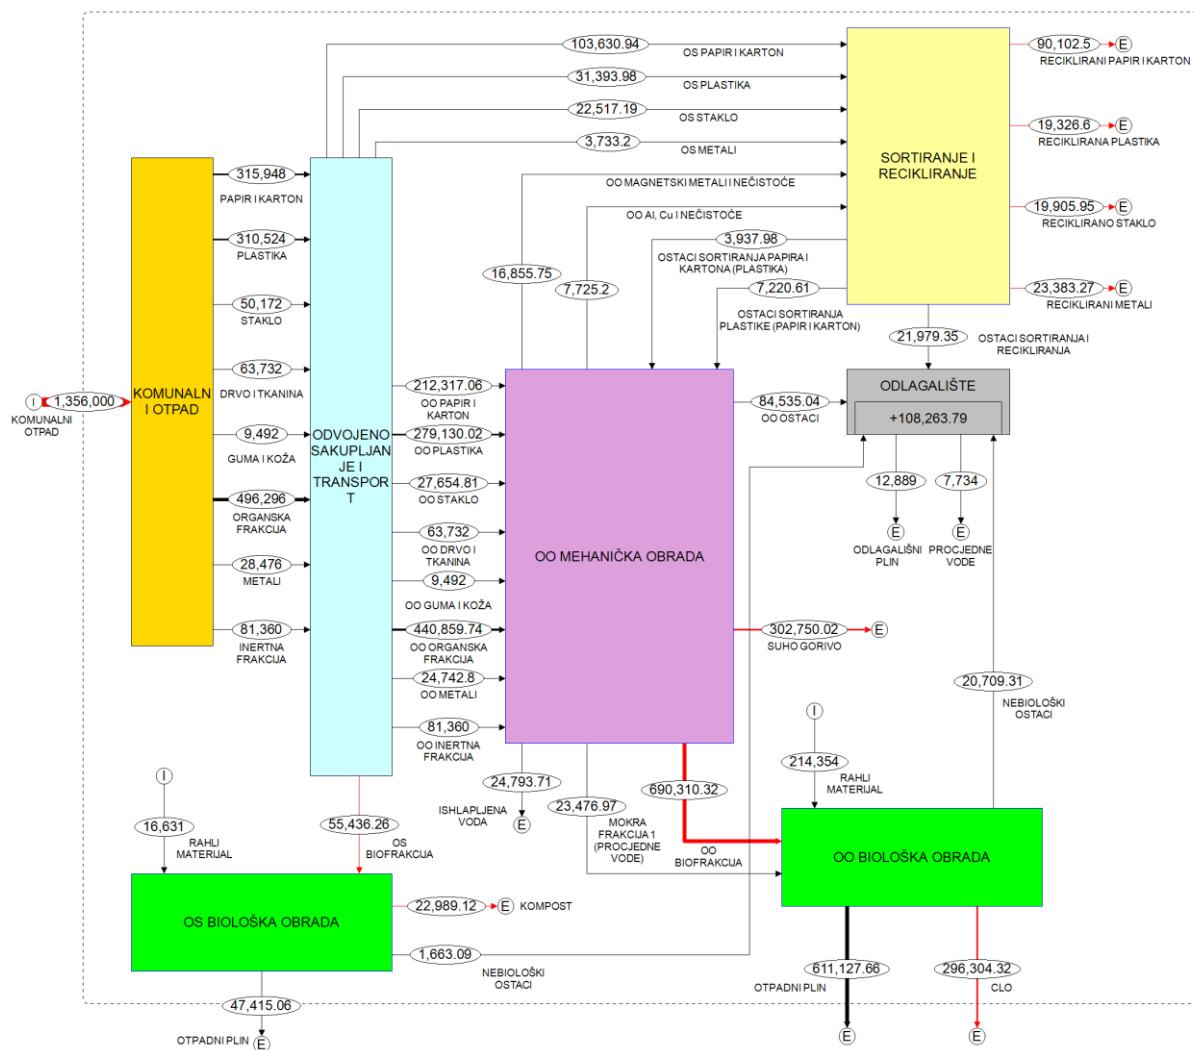 103,630.94
OS PAPIR I KARTON
31,393.98
OS PLASTIKA
22,517.19
OS STAKLO
3,733.2
OS METALI
OO MAGNETSKI METALI I NEČISTOĆE
OO Al, Cu I NEČISTOĆE
16,855.75
7,725.2
SORTIRANJE I
RECIKLIRANJE
90,102.5
E
RECIKLIRANI PAPIR I KARTON
19,326.6
E
RECIKLIRANA PLASTIKA
19,905.95
E
RECIKLIRANO STAKLO
23,383.27
E
RECIKLIRANI METALI
3,937.98
OSTACI SORTIRANJA PAPIRA I
KARTONA (PLASTIKA)
7,220.61
OSTACI SORTIRANJA
PLASTIKE (PAPIR I KARTON)
21,979.35
OSTACI SORTIRANJA I
RECIKLIRANJA
I
1,356,000
KOMUNALNI
OTPAD
KOMUNALN
I OTPAD
315,948
PAPIR I KARTON
310,524
PLASTIKA
50,172
STAKLO
63,732
DRVO I TKANINA
9,492
GUMA I KOŽA
496,296
ORGANSKA
FRAKCIJA
28,476
METALI
81,360
INERTNA
FRAKCIJA
ODVOJENO
SAKUPLJAN
JE I
TRANSPOR
T
212,317.06
OO PAPIR I
KARTON
279,130.02
OO PLASTIKA
27,654.81
OO STAKLO
63,732
OO DRVO I
TKANINA
9,492
OO GUMA I KOŽA
440,859.74
OO ORGANSKA
FRAKCIJA
24,742.8
OO METALI
81,360
OO INERTNA
FRAKCIJA
OO MEHANIČKA OBRADA
84,535.04
OO OSTACI
ODLAGALIŠTE
+108,263.79
12,889
E
ODLAGALIŠNI
PLIN
7,734
E
PROCJEDNE
VODE
302,750.02
E
SUHO GORIVO
20,709.31
NEBIOLOŠKI
OSTACI
24,793.71
ISHLAPLJENA
VODA
E
23,476.97
MOKRA
FRAKCIJA 1
(PROCJEDNE
VODE)
690,310.32
OO
BIOFRAKCIJA
I
214,354
RAHLI
MATERIJAL
OO BIOLOŠKA OBRADA
I
16,631
RAHLI
MATERIJAL
55,436.26
OS
BIOFRAKCIJA
OS BIOLOŠKA OBRADA
22,989.12
E
KOMPOST
1,663.09
NEBIOLOŠKI
OSTACI
47,415.06
OTPADNI PLIN
E
611,127.66
OTPADNI PLIN
E
296,304.32
CLO
E